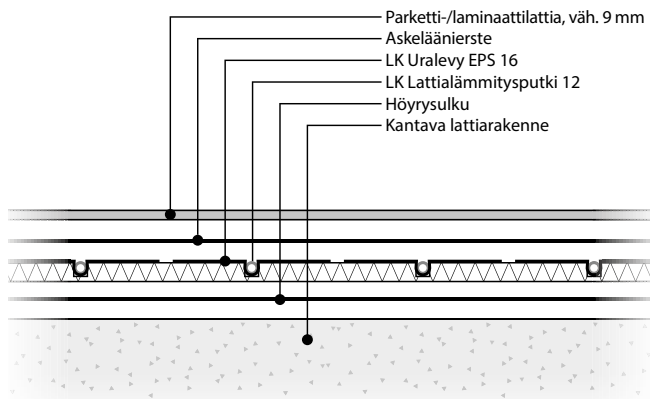 Parketti-/laminaattilattia, väh. 9 mm
Askeläänierste
LK Uralevy EPS 16
LK Lattialämmitysputki 12
Höyrysulku
Kantava lattiarakenne